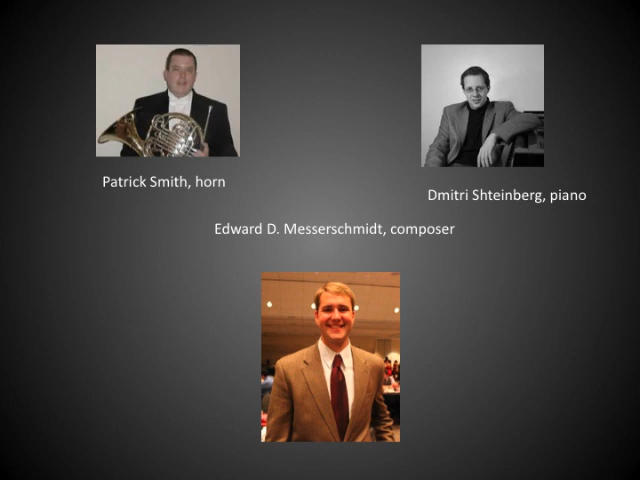 Patrick Smith, horn
Dmitri Shteinberg, piano
Edward D. Messerschmidt, composer